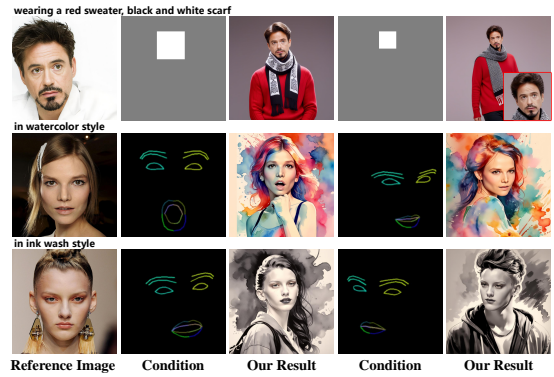 wearing a red sweater, black and white scarf
in watercolor style
in ink wash style
Reference Image Condition Our Result Condition Our Result